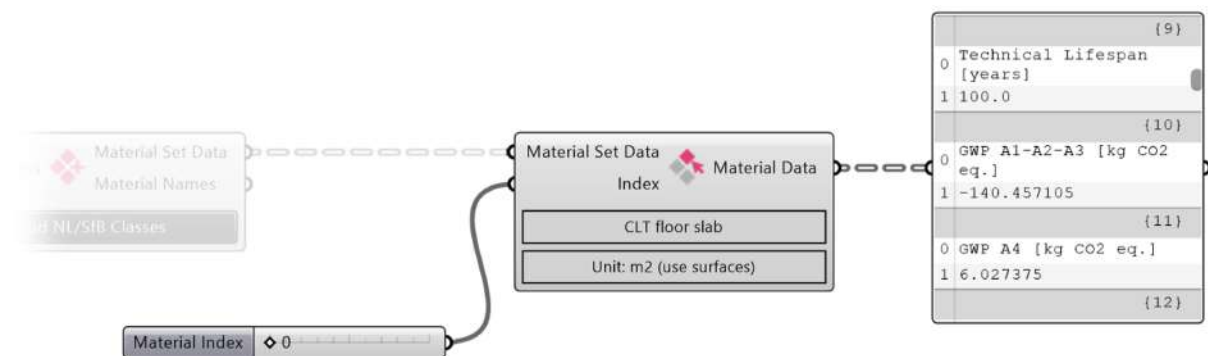 Material Set Data
Material Names
d NL/SfB Classes
Material Set Data
Index
Material Data
CLT floor slab
Unit: m2 (use surfaces)
Material Index
0
{9}
0 Technical Lifespan
[years]
1 100.0
{10}
0 GWP A1-A2-A3 [kg CO2
eq.]
1 -140.457105
{11}
0 GWP A4 [kg CO2 eq.]
1 6.027375
{12}